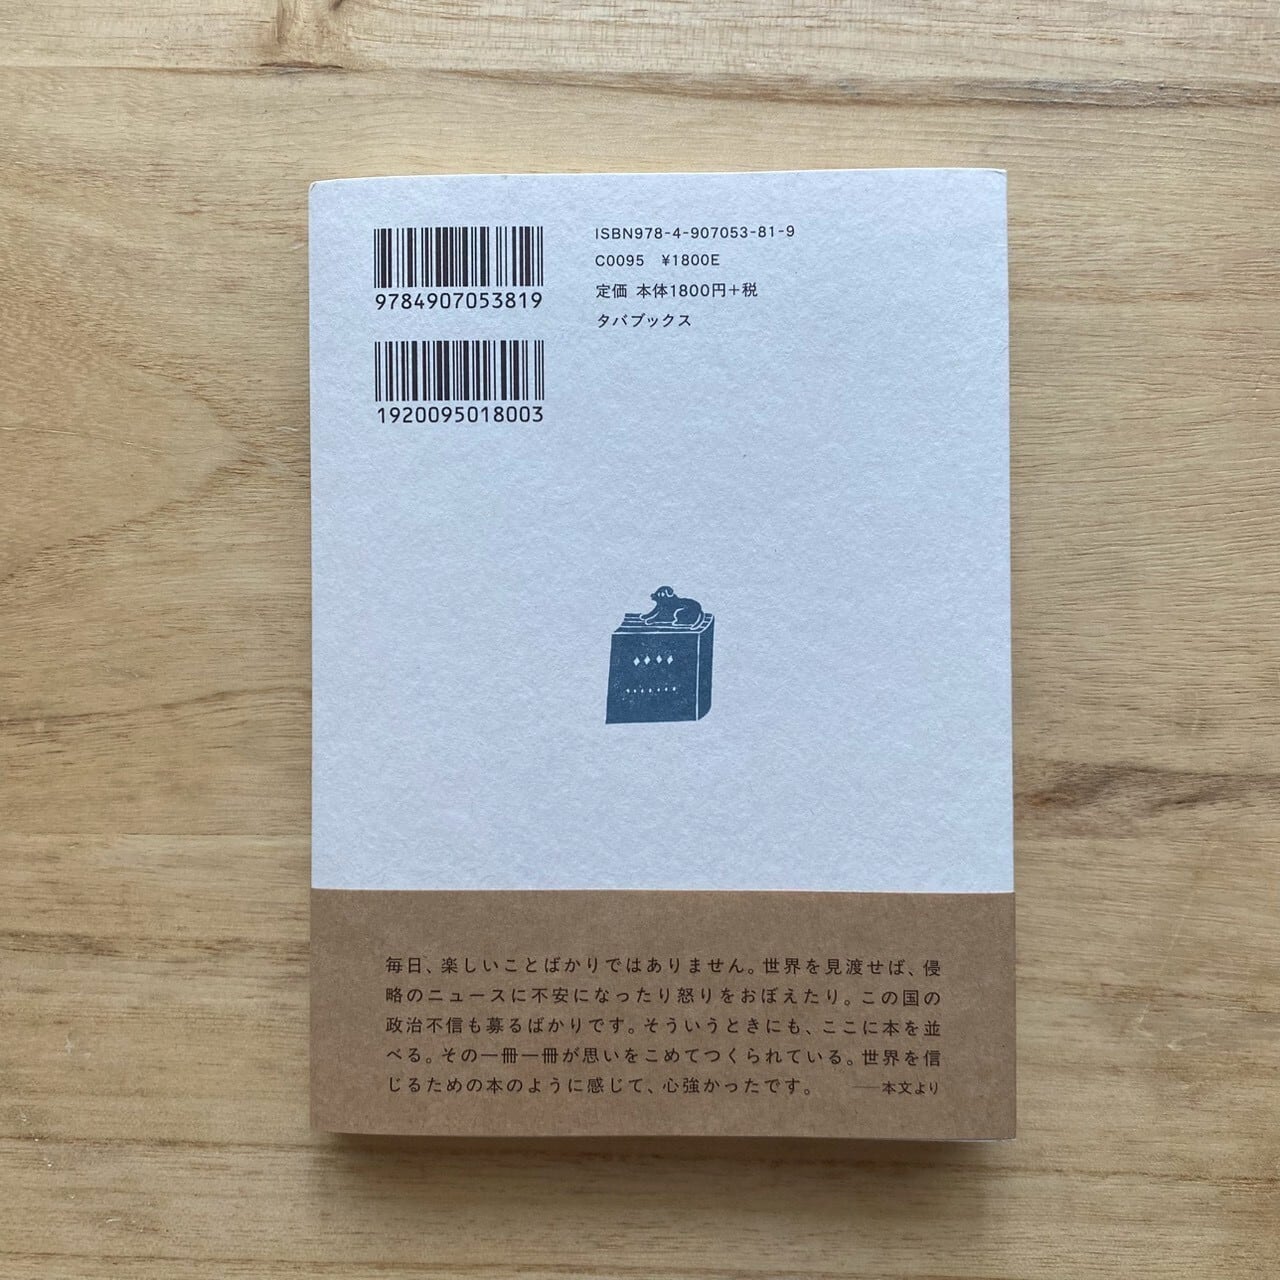 9784907053819
1920095018003
ISBN978-4-907053-81-9
C0095 ¥1800E
定価 本体1800円+税
タバブックス
毎日、楽しいことばかりではありません。世界を見渡せば、侵
略のニュースに不安になったり怒りをおぼえたり。この国の
政治不信も募るばかりです。そういうときにも、ここに本を並
べる。その一冊一冊が思いをこめてつくられている。世界を信
じるための本のように感じて、心強かったです。 ——本文より